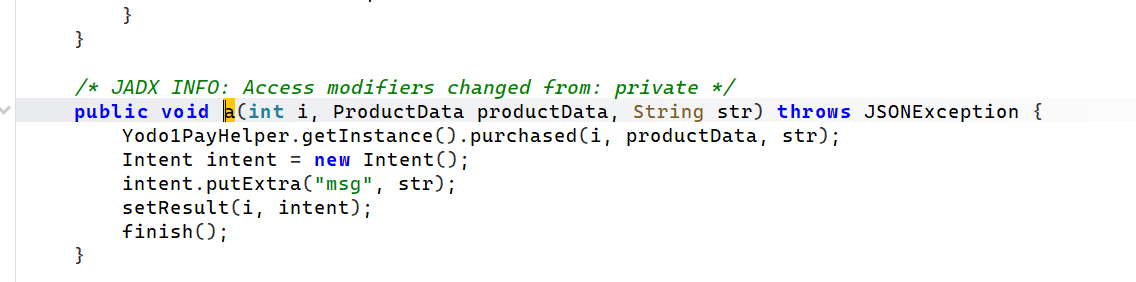 }
}
/* JADX INFO: Access modifiers changed from: private */
public void a(int i, ProductData productData, String str) throws JSONException {
Yodo1PayHelper.getInstance().purchased(i, productData, str);
Intent intent = new Intent();
intent.putExtra("msg", str);
setResult(i, intent);
finish();
}